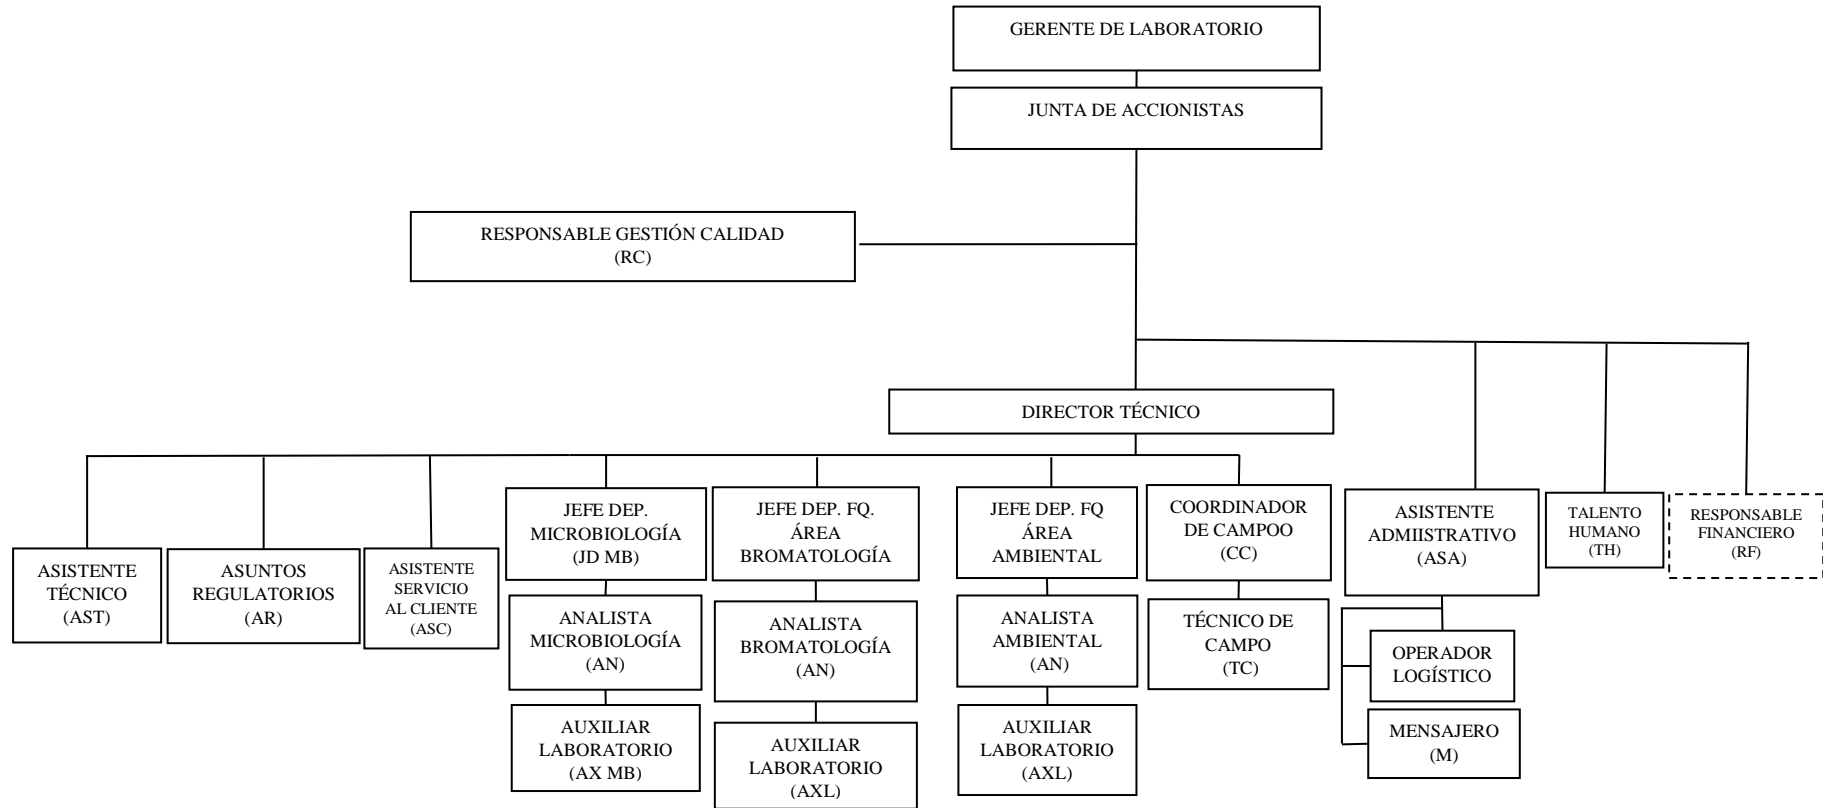 GERENTE DE LABORATORIO
JUNTA DE ACCIONISTAS
RESPONSABLE GESTIÓN CALIDAD
(RC)
DIRECTOR TÉCNICO
ASISTENTE
TÉCNICO
(AST)
ASUNTOS
REGULATORIOS
(AR)
ASISTENTE
SERVICIO
AL CLIENTE
(ASC)
JEFE DEP.
MICROBIOLOGÍA
(JD MB)
ANALISTA
MICROBIOLOGÍA
(AN)
AUXILIAR
LABORATORIO
(AX MB)
JEFE DEP. FQ.
ÁREA
BROMATOLOGÍA
ANALISTA
BROMATOLOGÍA
(AN)
AUXILIAR
LABORATORIO
(AXL)
JEFE DEP. FQ
ÁREA
AMBIENTAL
ANALISTA
AMBIENTAL
(AN)
AUXILIAR
LABORATORIO
(AXL)
COORDINADOR
DE CAMPOO
(CC)
TÉCNICO DE
CAMPO
(TC)
ASISTENTE
ADMIISTRATIVO
(ASA)
OPERADOR
LOGÍSTICO
MENSAJERO
(M)
TALENTO
HUMANO
(TH)
RESPONSABLE
FINANCIERO
(RF)